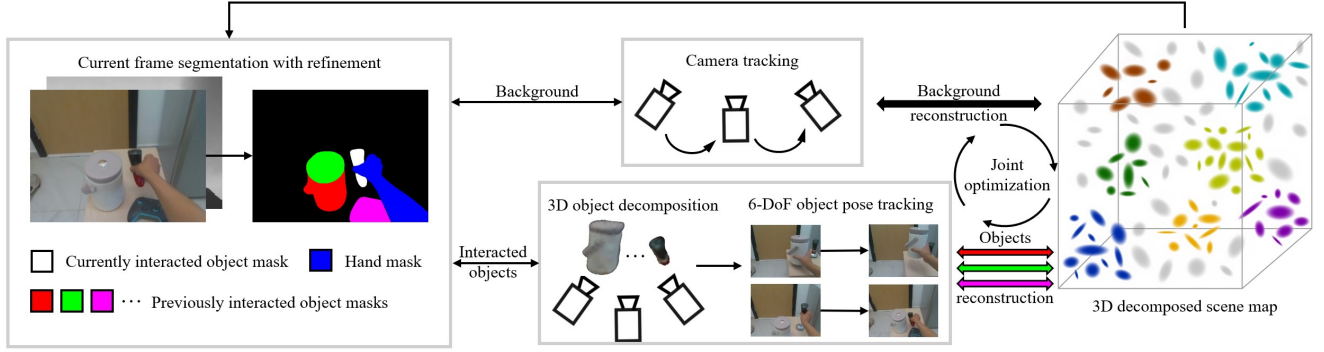 Current frame segmentation with refinement
Currently interacted object mask
Hand mask
... Previously interacted object masks
Background
Camera tracking
Interacted
objects
3D object decomposition
...
6-DoF object pose tracking
Background
reconstruction
Joint
optimization
Objects
reconstruction
3D decomposed scene map